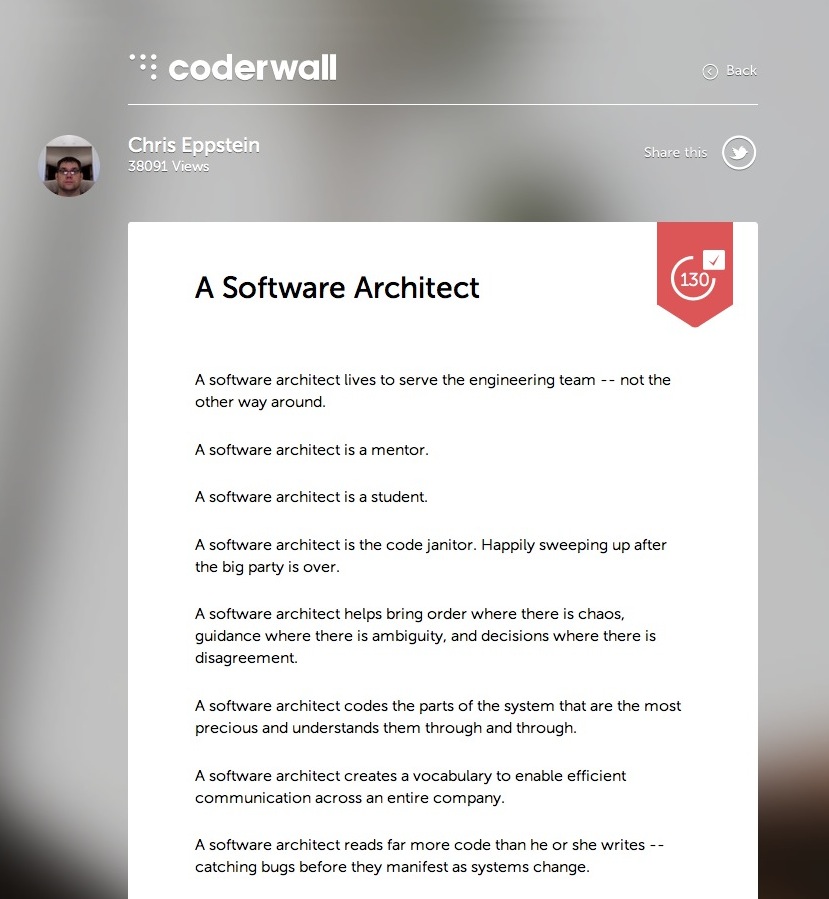 coderwall
Back
Chris Eppstein
38091 Views
Share this
A Software Architect
130
A software architect lives to serve the engineering team -- not the
other way around.
A software architect is a mentor.
A software architect is a student.
A software architect is the code janitor. Happily sweeping up after
the big party is over.
A software architect helps bring order where there is chaos,
guidance where there is ambiguity, and decisions where there is
disagreement.
A software architect codes the parts of the system that are the most
precious and understands them through and through.
A software architect creates a vocabulary to enable efficient
communication across an entire company.
A software architect reads far more code than he or she writes --
catching bugs before they manifest as systems change.